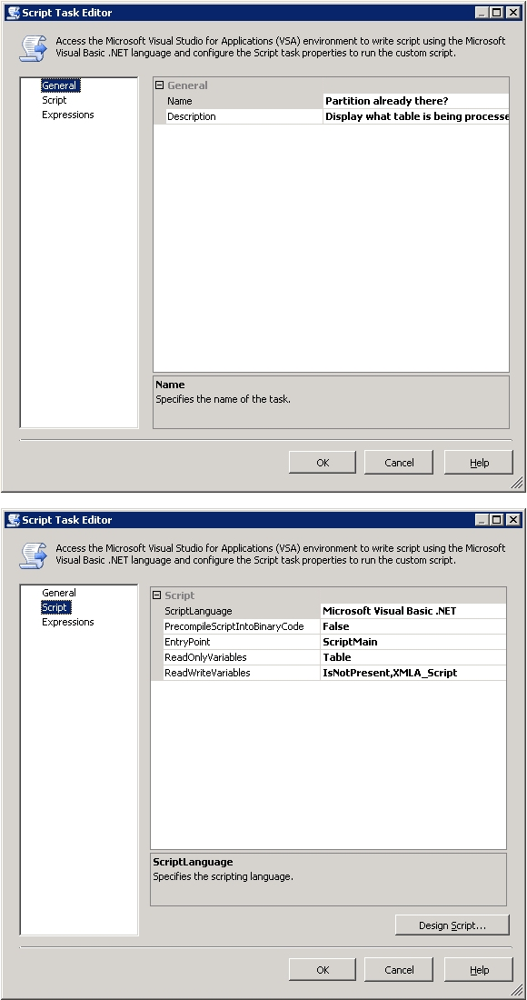 Script Task Editor
Access the Microsoft Visual Studio for Applications (VSA) environment to write script using the Microsoft
Visual Basic .NET language and configure the Script task properties to run the custom script.
General
Script
Expressions
General
Name Partition already there?
Description Display what table is being processe
Name
Specifies the name of the task.
OK Cancel Help
Script Task Editor
Access the Microsoft Visual Studio for Applications (VSA) environment to write script using the Microsoft
Visual Basic .NET language and configure the Script task properties to run the custom script.
General
Script
Expressions
Script
ScriptLanguage Microsoft Visual Basic .NET
PrecompileScriptIntoBinaryCode False
EntryPoint ScriptMain
ReadOnlyVariables Table
ReadWriteVariables IsNotPresent,XMLA_Script
ScriptLanguage
Specifies the scripting language.
Design Script...
OK Cancel Help